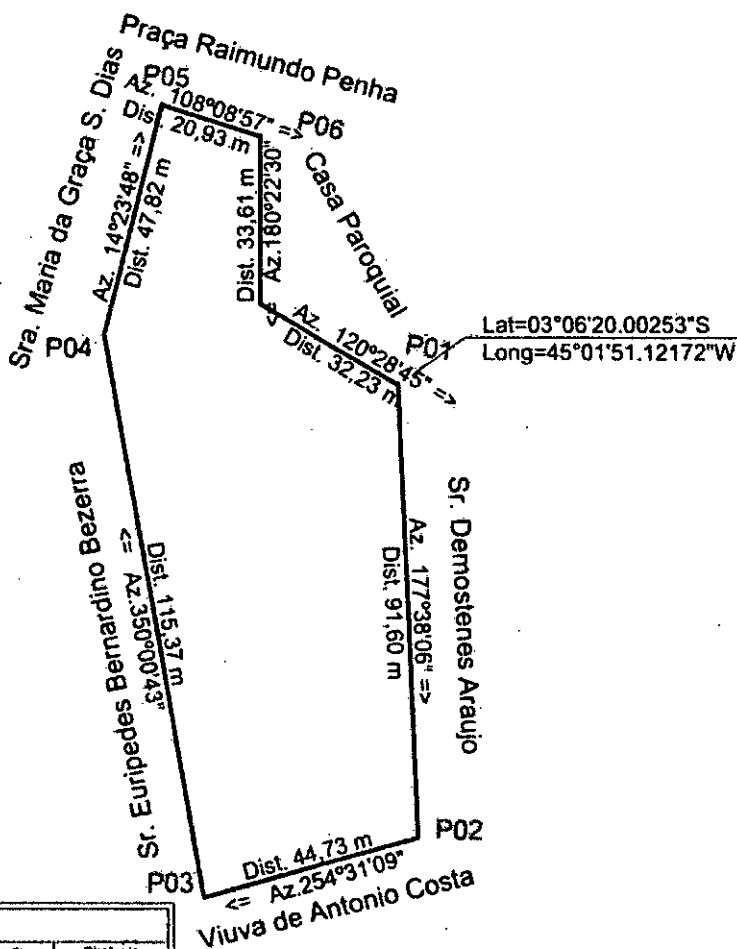 Praça Raimundo Penha
P05
Az. 108°08'57" =>
Dist. 20,93 m
P06
Sra. Maria da Graça S. Dias
Az. 14°23'48" =>
Dist. 47,82 m
Dist. 33,61 m
Az.180°22'30" =>
Casa Paroquial
P04
Az. 120°28'45" =>
Dist. 32,23 m
P01
Lat=03°06'20.00253"S
Long=45°01'51.12172"W
Sr. Euripedes Bernardino Bezerra
<= Az.350°00'43"
Dist. 115,37 m
Dist. 91,60 m
Az. 177°38'06" =>
Sr. Demostenes Araujo
P02
P03
Dist. 44,73 m
<= Az.254°31'09"
Viuva de Antonio Costa